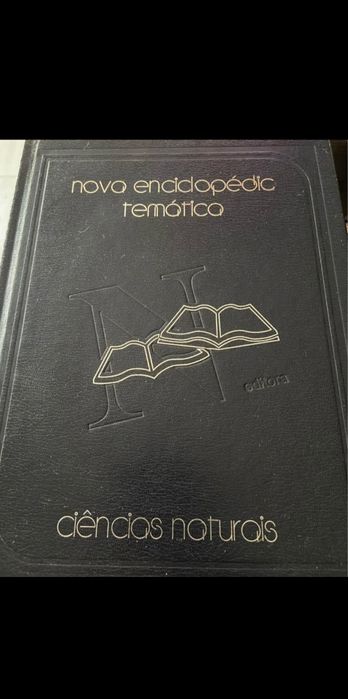 nova enciclopédia
temática
N
editora
ciências naturais